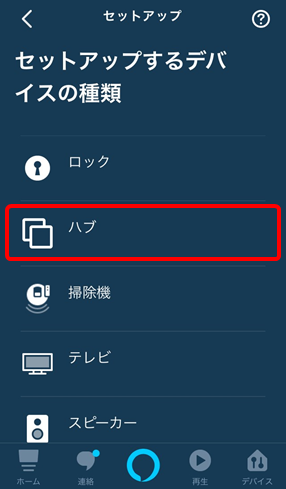 セットアップ
セットアップするデバ
イスの種類
ロック
ハブ
掃除機
テレビ
スピーカー
ホーム
連絡
再生
デバイス